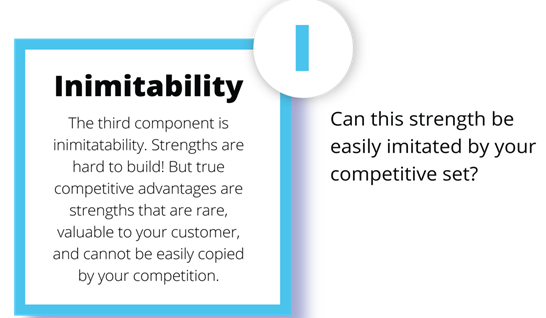 I
Inimitability
The third component is
inimitatability. Strengths are
hard to build! But true
competitive advantages are
strengths that are rare,
valuable to your customer,
and cannot be easily copied
by your competition.
Can this strength be
easily imitated by your
competitive set?